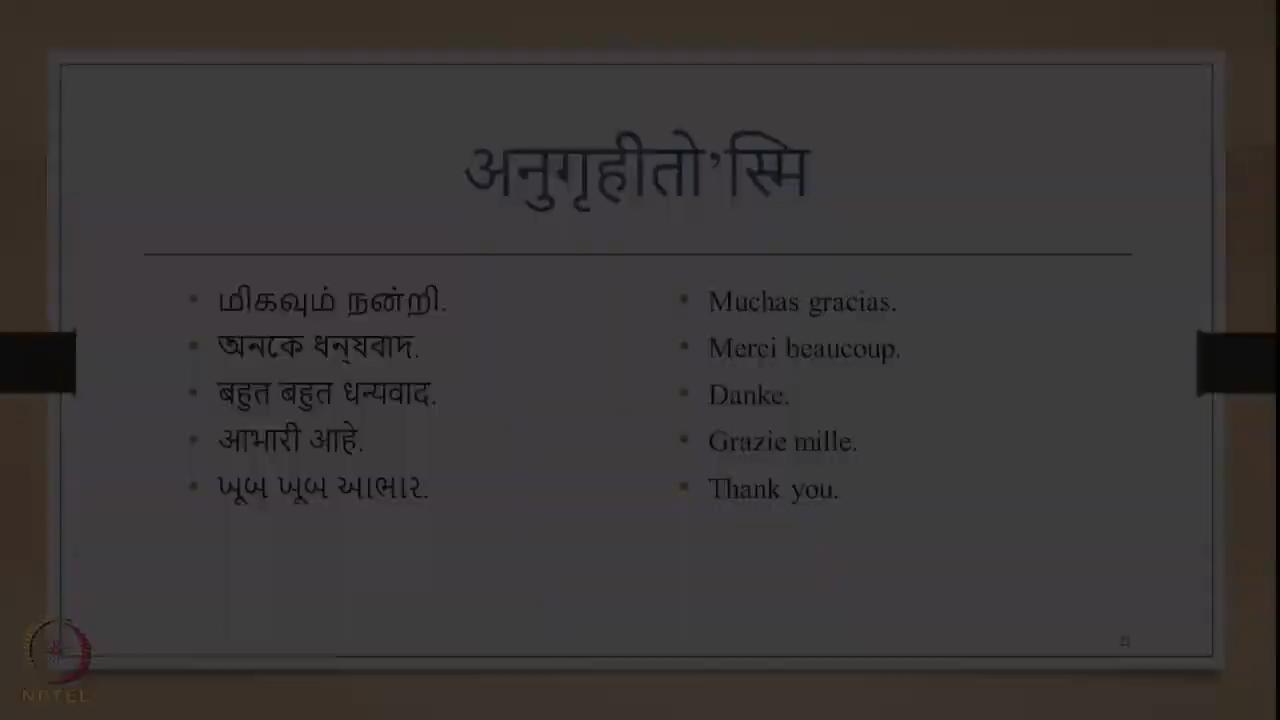 अनुगृहीतो’स्मि
மிகவும் நன்றி.
অনেক ধন্যবাদ.
बहुत बहुत धन्यवाद.
आभारी आहे.
ખૂબ ખૂબ આભાર.
Muchas gracias.
Merci beaucoup.
Danke.
Grazie mille.
Thank you.
NPTEL